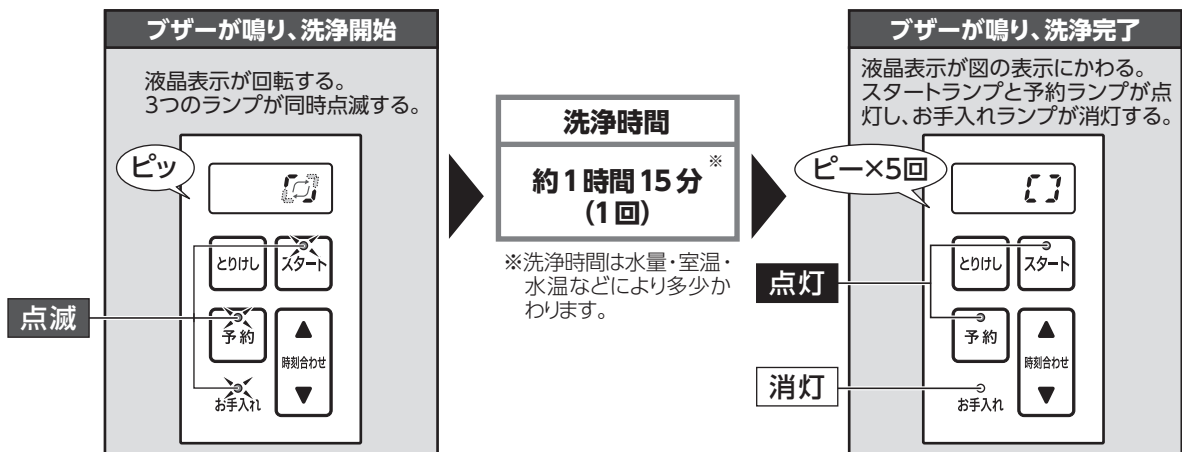 ブザーが鳴り、洗浄開始
液晶表示が回転する。
3つのランプが同時点滅する。
ピッ
とりけし
スタート
予約
時刻合わせ
お手入れ
点滅
洗浄時間
約1時間15分※
(1回)
※洗浄時間は水量・室温・
水温などにより多少か
わります。
ブザーが鳴り、洗浄完了
液晶表示が図の表示にかわる。
スタートランプと予約ランプが点
灯し、お手入れランプが消灯する。
ピー×5回
とりけし
スタート
予約
時刻合わせ
お手入れ
点灯
消灯